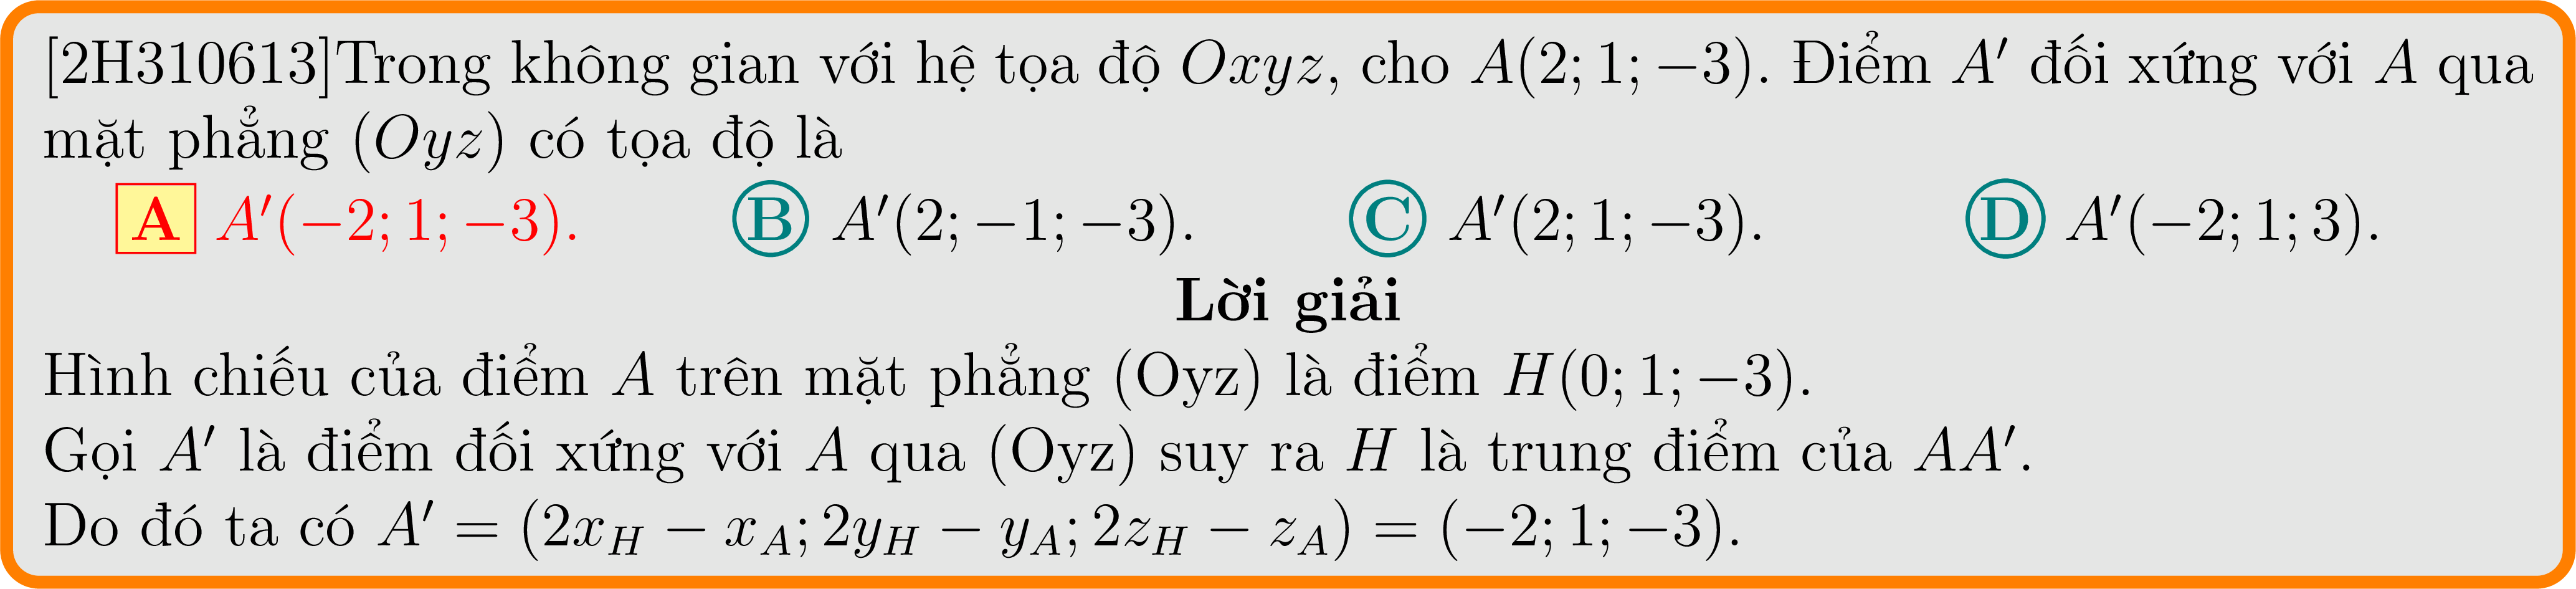 [2H310613]Trong không gian với hệ tọa độ Oxyz, cho A(2; 1; −3). Điểm A′ đối xứng với A qua
mặt phẳng (Oyz) có tọa độ là
A A′(−2; 1; −3). B A′(2; −1; −3). C A′(2; 1; −3). D A′(−2; 1; 3).
Lời giải
Hình chiếu của điểm A trên mặt phẳng (Oyz) là điểm H(0; 1; −3).
Gọi A′ là điểm đối xứng với A qua (Oyz) suy ra H là trung điểm của AA′.
Do đó ta có A′ = (2x_H − x_A; 2y_H − y_A; 2z_H − z_A) = (−2; 1; −3).